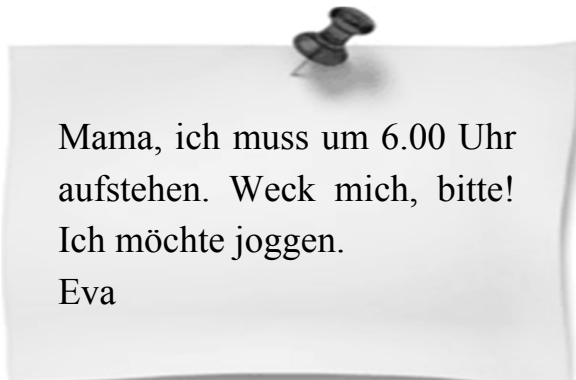 Mama, ich muss um 6.00 Uhr
aufstehen. Weck mich, bitte!
Ich möchte joggen.
Eva